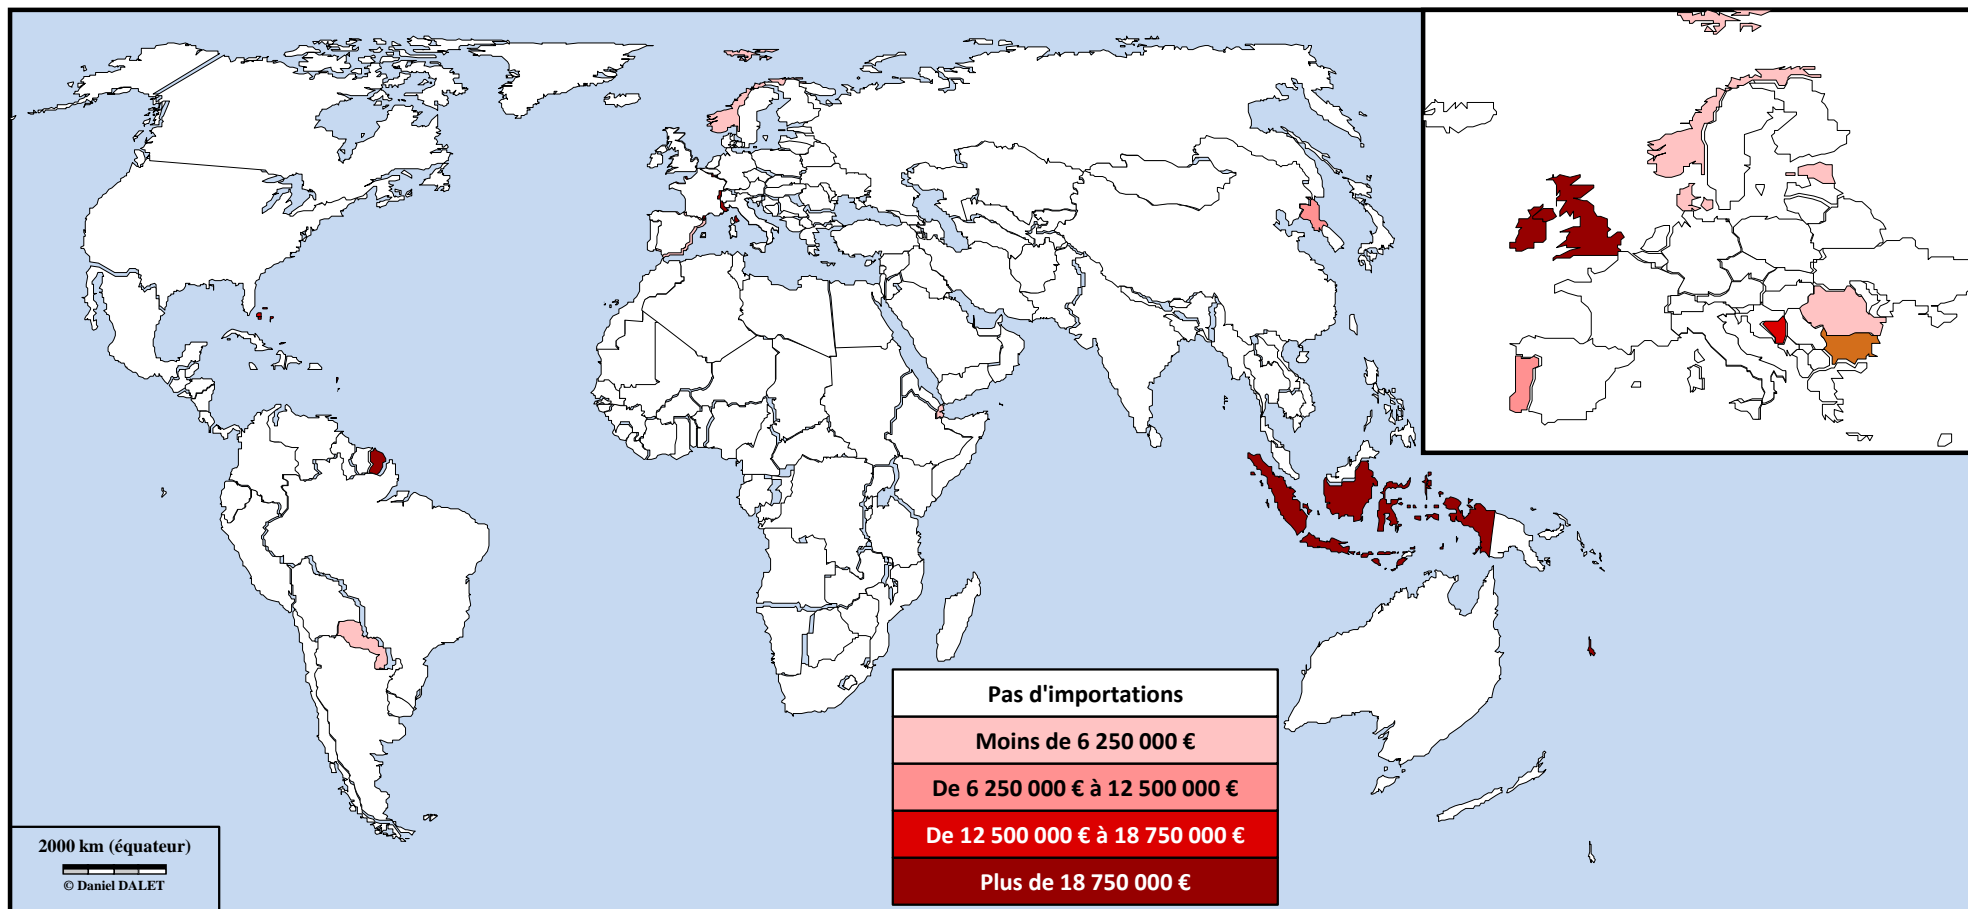 Pas d'importations
Moins de 6 250 000 €
De 6 250 000 € à 12 500 000 €
De 12 500 000 € à 18 750 000 €
Plus de 18 750 000 €
2000 km (équateur)
© Daniel DALET